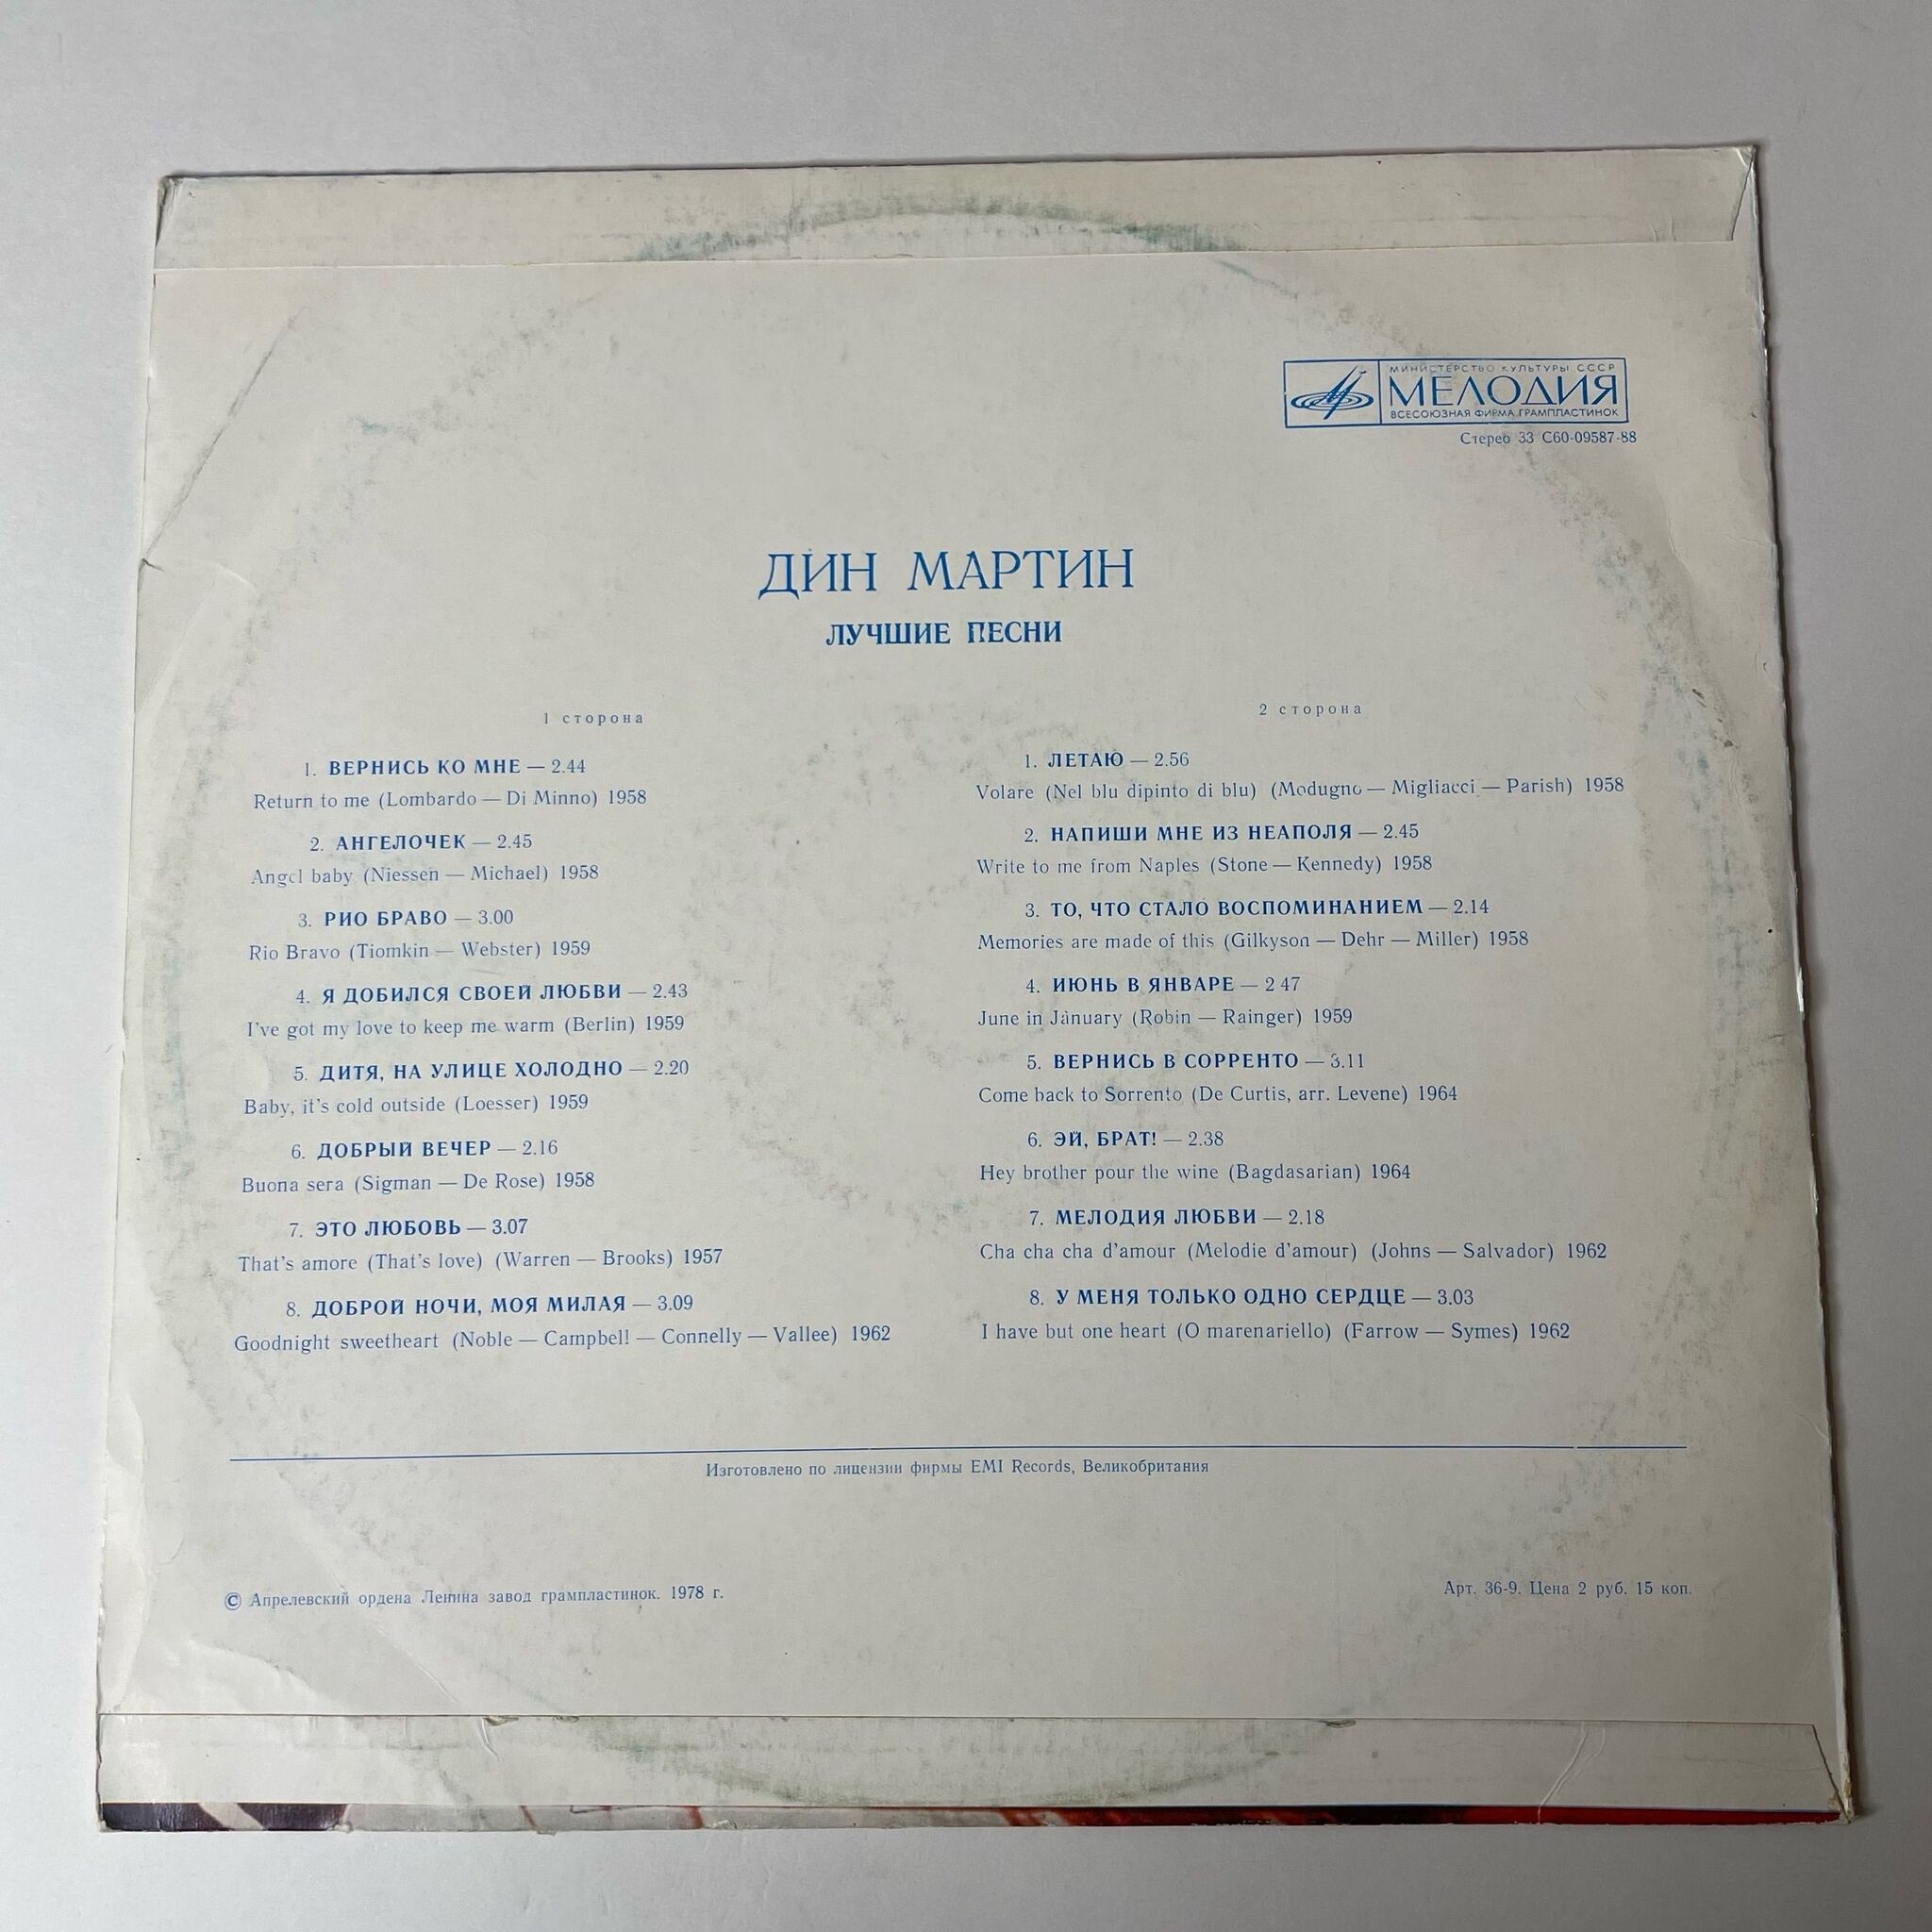 МИНИСТЕРСТВО КУЛЬТУРЫ СССР
МЕЛОДИЯ
ВСЕСОЮЗНАЯ ФИРМА ГРАМПЛАСТИНОК
Стерео 33 С60-09587-88
ДИН МАРТИН
ЛУЧШИЕ ПЕСНИ
1 сторона
1. ВЕРНИСЬ КО МНЕ — 2.44
Return to me (Lombardo — Di Minno) 1958
2. АНГЕЛОЧЕК — 2.45
Angel baby (Niessen — Michael) 1958
3. РИО БРАВО — 3.00
Rio Bravo (Tiomkin — Webster) 1959
4. Я ДОБИЛСЯ СВОЕЙ ЛЮБВИ — 2.43
I've got my love to keep me warm (Berlin) 1959
5. ДИТЯ, НА УЛИЦЕ ХОЛОДНО — 2.20
Baby, it's cold outside (Loesser) 1959
6. ДОБРЫЙ ВЕЧЕР — 2.16
Buona sera (Sigman — De Rose) 1958
7. ЭТО ЛЮБОВЬ — 3.07
That's amore (That's love) (Warren — Brooks) 1957
8. ДОБРОЙ НОЧИ, МОЯ МИЛАЯ — 3.09
Goodnight sweetheart (Noble — Campbell — Connelly — Vallee) 1962
2 сторона
1. ЛЕТАЮ — 2.56
Volare (Nel blu dipinto di blu) (Modugno — Migliacci — Parish) 1958
2. НАПИШИ МНЕ ИЗ НЕАПОЛЯ — 2.45
Write to me from Naples (Stone — Kennedy) 1958
3. ТО, ЧТО СТАЛО ВОСПОМИНАНИЕМ — 2.14
Memories are made of this (Gilkyson — Dehr — Miller) 1958
4. ИЮНЬ В ЯНВАРЕ — 2 47
June in January (Robin — Rainger) 1959
5. ВЕРНИСЬ В СОРРЕНТО — 3.11
Come back to Sorrento (De Curtis, arr. Levene) 1964
6. ЭЙ, БРАТ! — 2.38
Hey brother pour the wine (Bagdasarian) 1964
7. МЕЛОДИЯ ЛЮБВИ — 2.18
Cha cha cha d'amour (Melodie d'amour) (Johns — Salvador) 1962
8. У МЕНЯ ТОЛЬКО ОДНО СЕРДЦЕ — 3.03
I have but one heart (O marenariello) (Farrow — Symes) 1962
Изготовлено по лицензии фирмы EMI Records, Великобритания
© Апрелевский ордена Ленина завод грампластинок. 1978 г.
Арт. 36-9. Цена 2 руб. 15 коп.